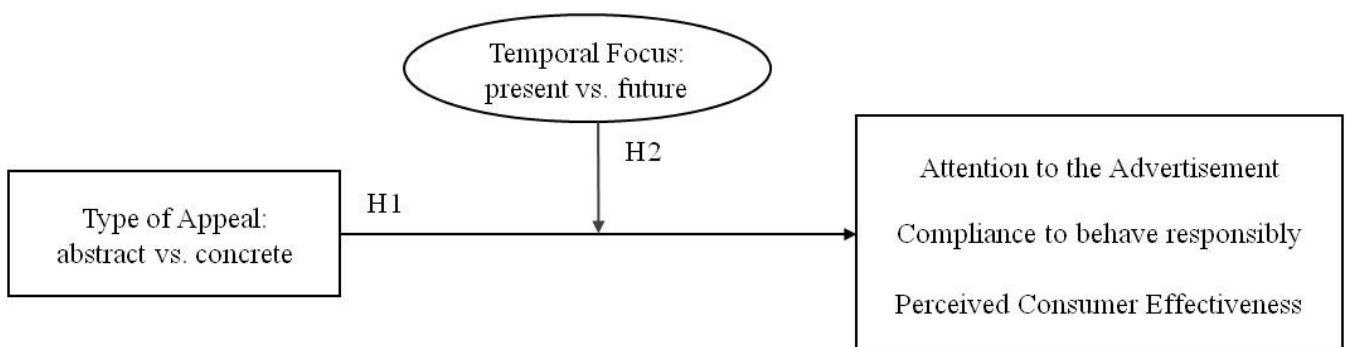 Temporal Focus:
present vs. future
H2
Attention to the Advertisement
H1
Type of Appeal:
abstract vs. concrete
Compliance to behave responsibly
Perceived Consumer Effectiveness